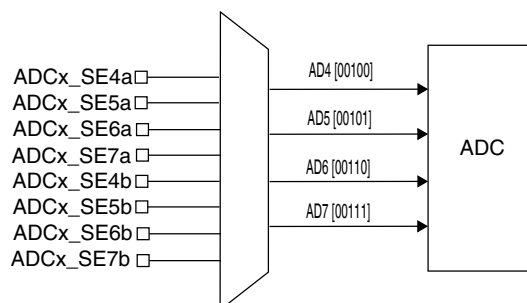 ADCx_SE4a
ADCx_SE5a
ADCx_SE6a
ADCx_SE7a
ADCx_SE4b
ADCx_SE5b
ADCx_SE6b
ADCx_SE7b
AD4 [00100]
AD5 [00101]
AD6 [00110]
AD7 [00111]
ADC